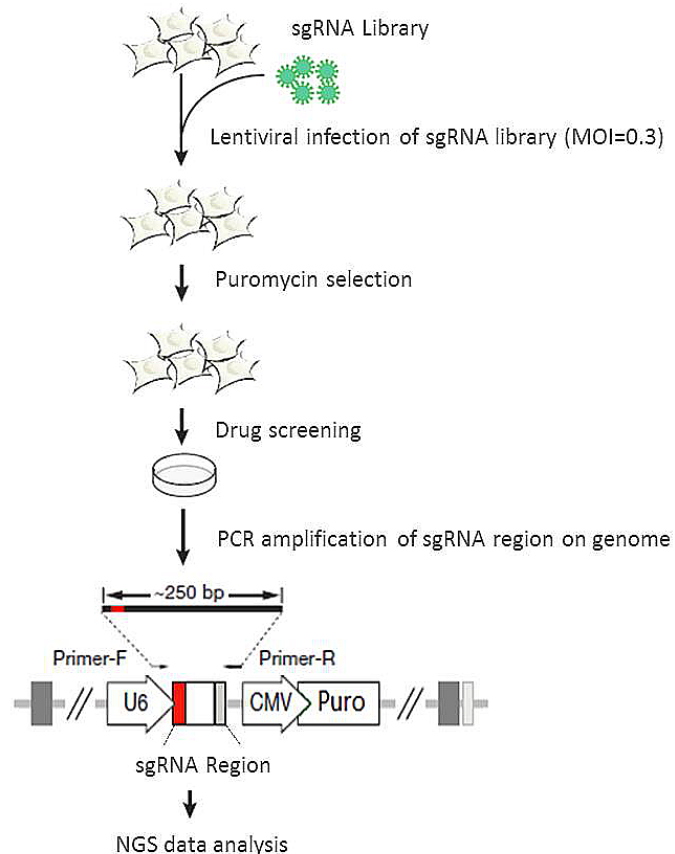 sgRNA Library
Lentiviral infection of sgRNA library (MOI=0.3)
Puromycin selection
Drug screening
PCR amplification of sgRNA region on genome
~250 bp
Primer-F
Primer-R
U6
CMV
Puro
sgRNA Region
NGS data analysis